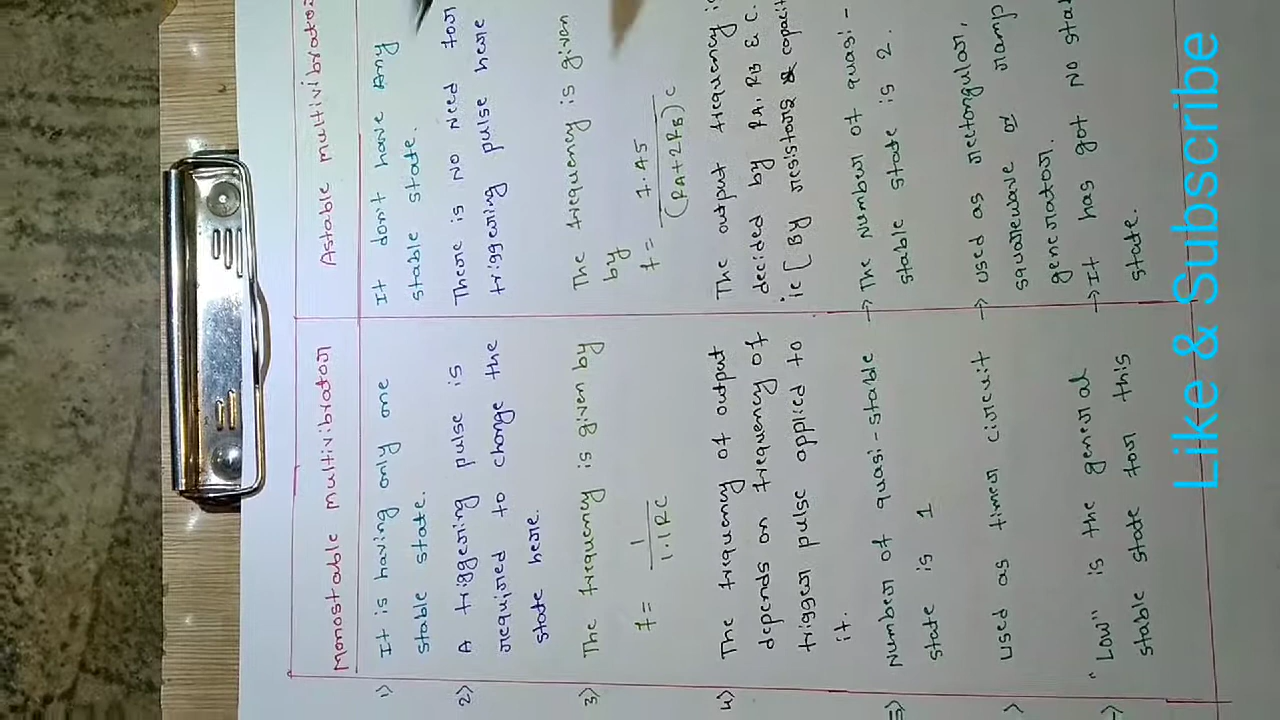 Monostable multivibrator
1) It is having only one
stable state.
2) A triggering pulse is
required to change the
state here.
3) The frequency is given by
f = 1
1.1RC
4) The frequency of output
depends on frequency of
trigger pulse applied to
it.
5) Number of quasi-stable
state is 1
> used as timer circuit
-> "Low" is the general
stable state for this
Astable multivibrator
It don't have Any
stable state.
There is No Need for
triggering pulse here
The frequency is given
by
f = 1.45
(RA+2RB)C
The output frequency
decided by RA, RB & C.
ie [ By resistors &
→ The Number of quasi-
stable state is 2.
→ used as rectangular,
squarewave or ramp
generator.
→ It has got No
state.
Like & Subscribe